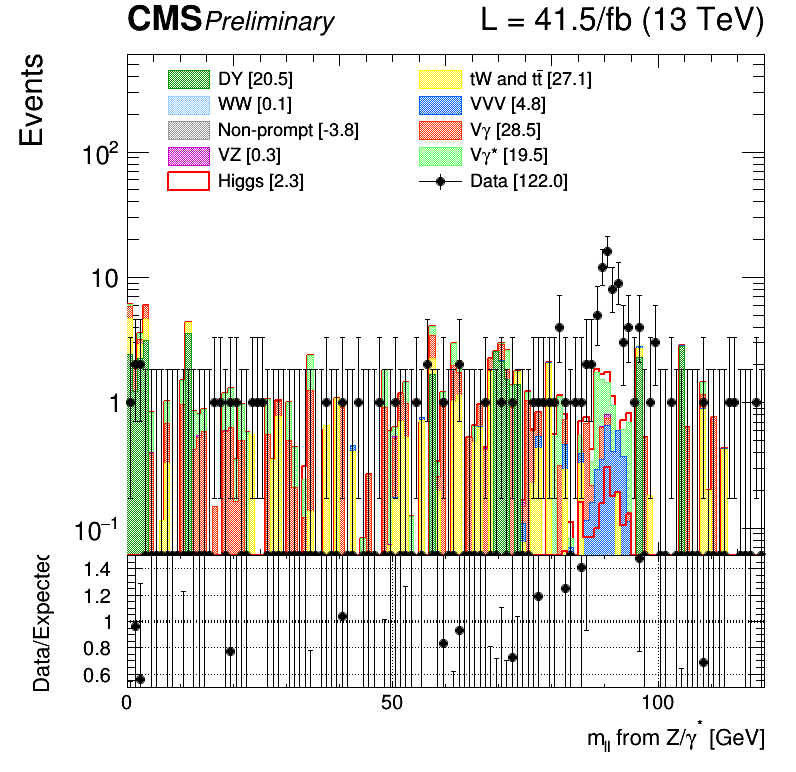 CMS Preliminary L = 41.5/fb (13 TeV)
Events
DY [20.5] tW and tt̄ [27.1]
WW [0.1] VVV [4.8]
Non-prompt [-3.8] Vγ [28.5]
VZ [0.3] Vγ* [19.5]
Higgs [2.3] Data [122.0]
10²
10
1
10⁻¹
Data/Expected
1.4
1.2
1
0.8
0.6
0 50 100
m_ll from Z/γ* [GeV]